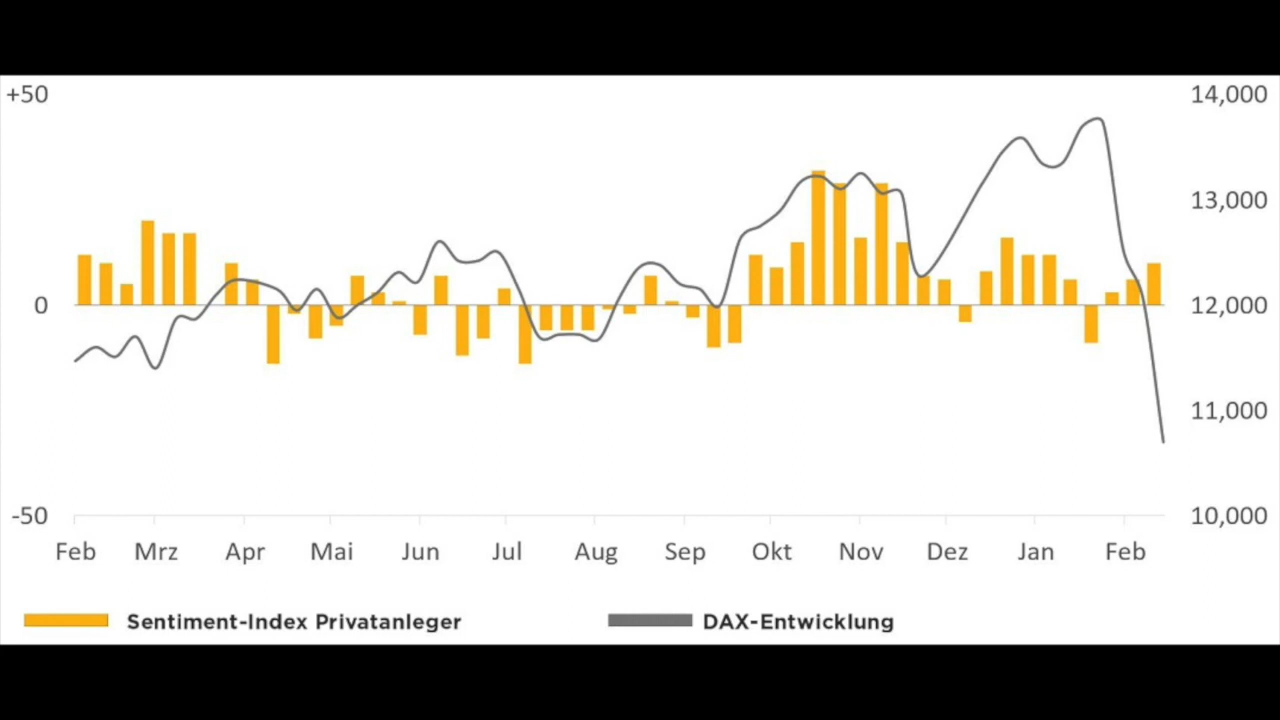 +50 14,000
13,000
0 12,000
11,000
-50 10,000
Feb Mrz Apr Mai Jun Jul Aug Sep Okt Nov Dez Jan Feb
Sentiment-Index Privatanleger DAX-Entwicklung